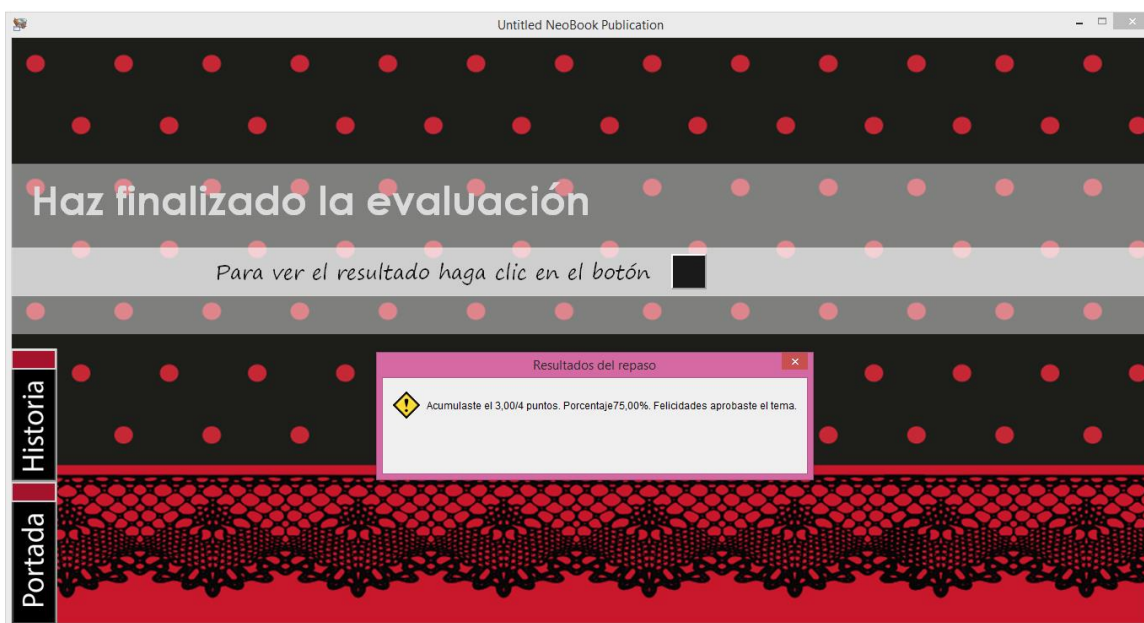 Untitled NeoBook Publication
Haz finalizado la evaluación
Para ver el resultado haga clic en el botón
Resultados del repaso
Acumulaste el 3,00/4 puntos. Porcentaje75,00%. Felicidades aprobaste el tema.
Historia
Portada